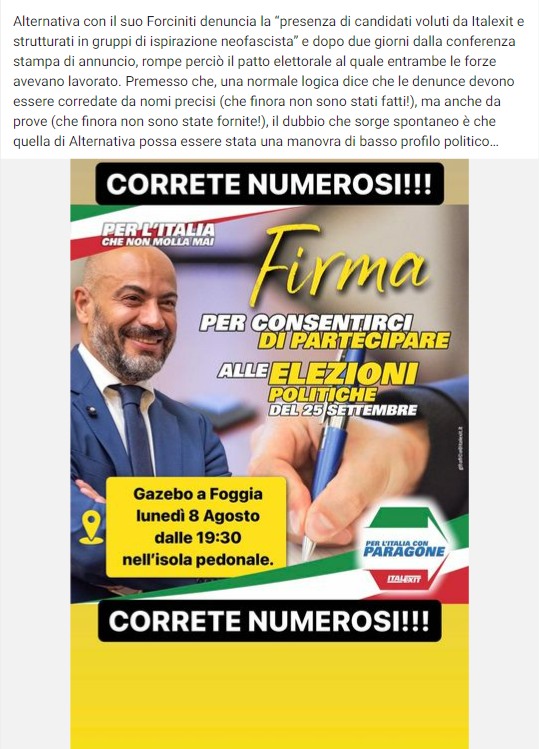 Alternativa con il suo Forciniti denuncia la “presenza di candidati voluti da Italexit e
strutturati in gruppi di ispirazione neofascista” e dopo due giorni dalla conferenza
stampa di annuncio, rompe perciò il patto elettorale al quale entrambe le forze
avevano lavorato. Premesso che, una normale logica dice che le denunce devono
essere corredate da nomi precisi (che finora non sono stati fatti!), ma anche da
prove (che finora non sono state fornite!), il dubbio che sorge spontaneo è che
quella di Alternativa possa essere stata una manovra di basso profilo politico...
CORRETE NUMEROSI!!!
PER L'ITALIA
CHE NON MOLLA MAI
Firma
PER CONSENTIRCI
DI PARTECIPARE
ALLE ELEZIONI
POLITICHE
DEL 25 SETTEMBRE
Gazebo a Foggia
lunedì 8 Agosto
dalle 19:30
nell'isola pedonale.
PER L'ITALIA CON
PARAGONE
ITALEXIT
CORRETE NUMEROSI!!!